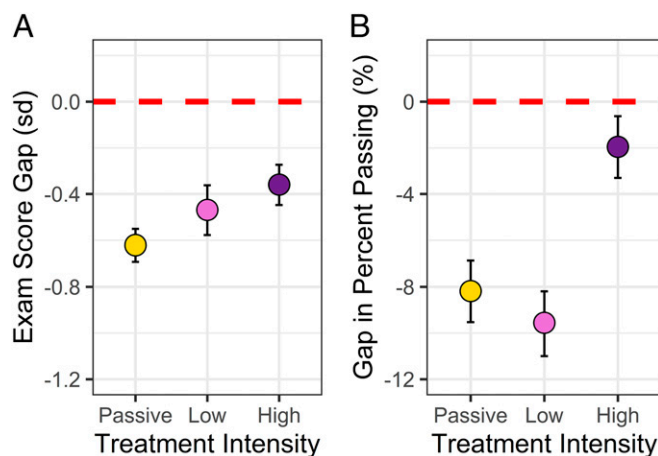 A
Exam Score Gap (sd)
0.0
-0.4
-0.8
-1.2
Passive Low High
Treatment Intensity
B
Gap in Percent Passing (%)
0
-4
-8
-12
Passive Low High
Treatment Intensity